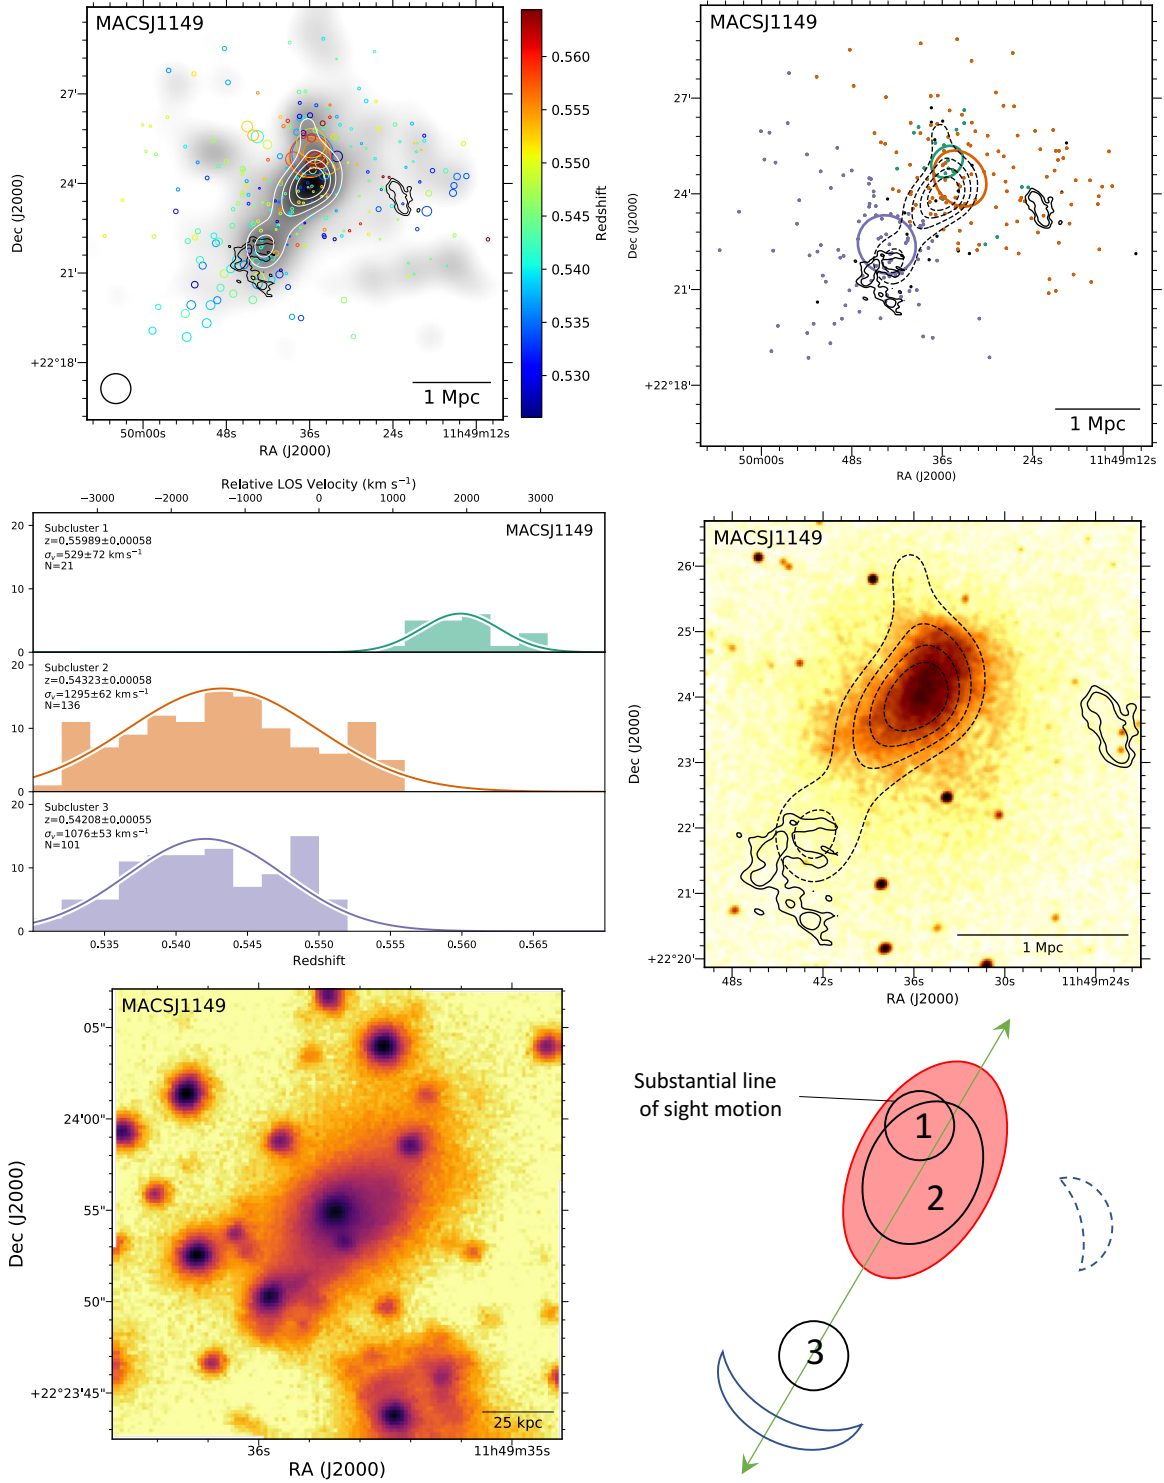 MACSJ1149
27'
24'
21'
+22°18'
Dec (J2000)
50m00s
48s
36s
24s
11h49m12s
RA (J2000)
1 Mpc
0.560
0.555
0.550
0.545
0.540
0.535
0.530
Redshift
MACSJ1149
27'
24'
21'
+22°18'
Dec (J2000)
50m00s
48s
36s
24s
11h49m12s
RA (J2000)
1 Mpc
Relative LOS Velocity (km s⁻¹)
−3000
−2000
−1000
0
1000
2000
3000
MACSJ1149
Subcluster 1
z=0.55989±0.00058
σᵥ=529±72 km s⁻¹
N=21
20
10
0
Subcluster 2
z=0.54323±0.00058
σᵥ=1295±62 km s⁻¹
N=136
20
10
0
Subcluster 3
z=0.54208±0.00055
σᵥ=1076±53 km s⁻¹
N=101
20
10
0
0.535
0.540
0.545
0.550
0.555
0.560
0.565
Redshift
MACSJ1149
26'
25'
24'
23'
22'
21'
+22°20'
Dec (J2000)
48s
42s
36s
30s
11h49m24s
RA (J2000)
1 Mpc
MACSJ1149
05"
24'00"
55"
50"
+22°23'45"
Dec (J2000)
36s
11h49m35s
RA (J2000)
25 kpc
Substantial line
of sight motion
1
2
3